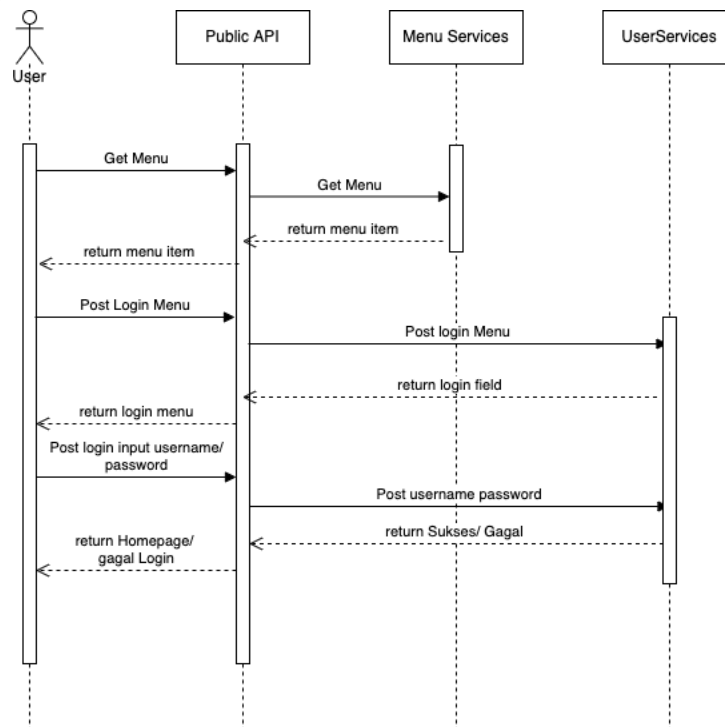 User
Public API
Menu Services
UserServices
Get Menu
Get Menu
return menu item
return menu item
Post Login Menu
Post login Menu
return login field
return login menu
Post login input username/
password
Post username password
return Sukses/ Gagal
return Homepage/
gagal Login